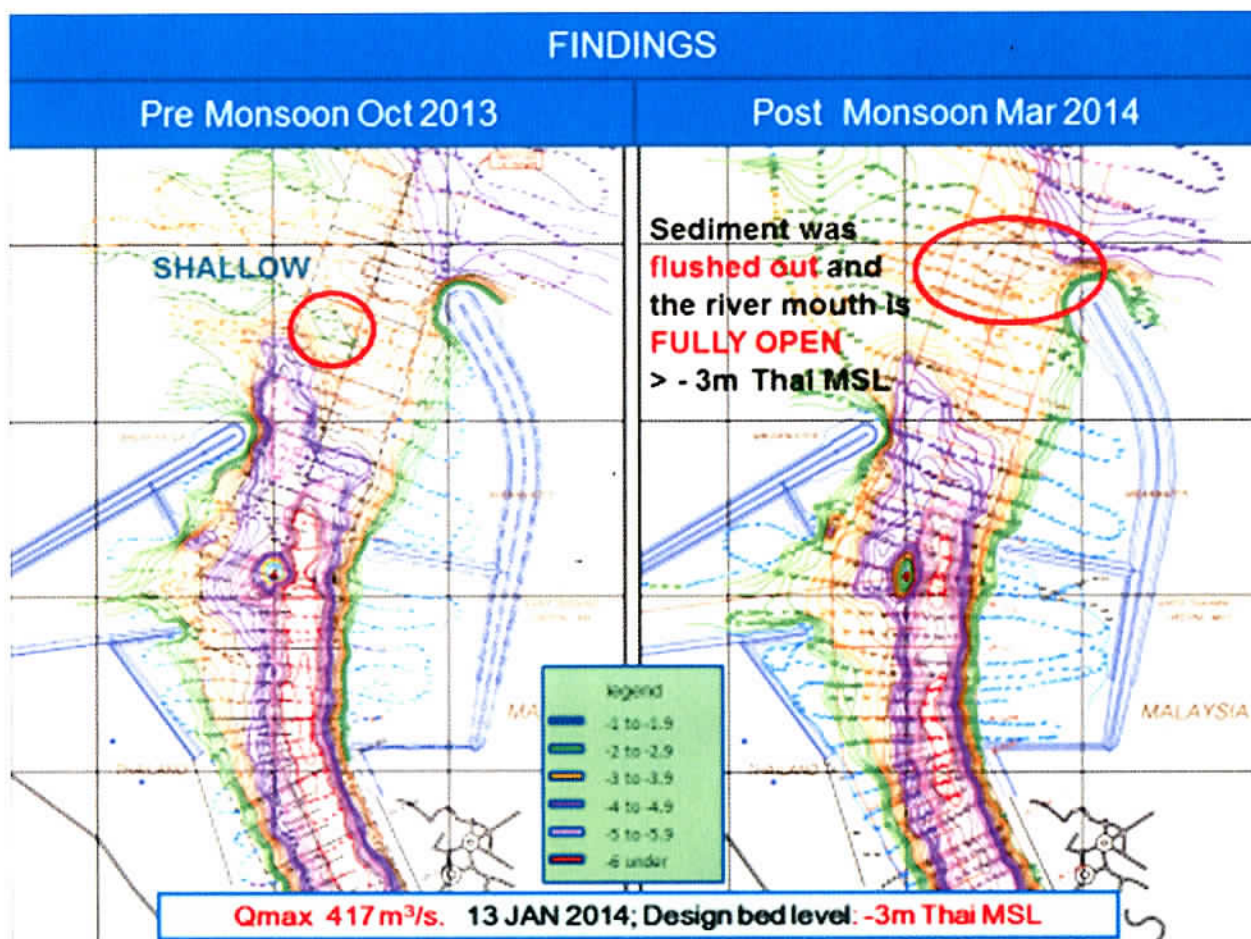 FINDINGS
Pre Monsoon Oct 2013
Post Monsoon Mar 2014
SHALLOW
Sediment was
flushed out and
the river mouth is
FULLY OPEN
> - 3m Thai MSL
MALAYSIA
THAILAND
legend
-1 to -1.9
-2 to -2.9
-3 to -3.9
-4 to -4.9
-5 to -5.9
-6 under
Qmax 417 m³/s. 13 JAN 2014; Design bed level: -3m Thai MSL